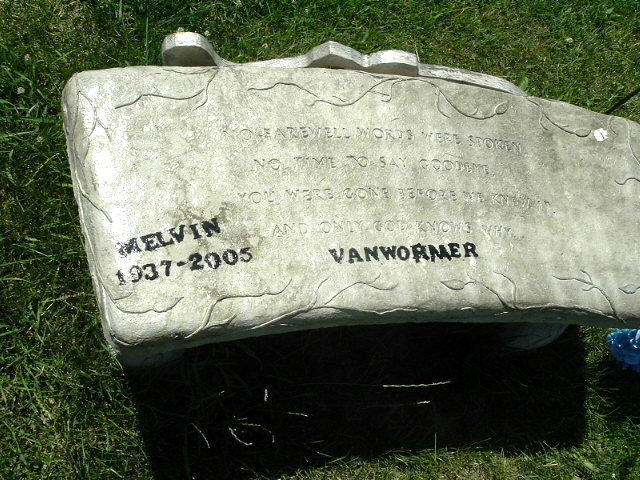 NO FAREWELL WORDS WERE SPOKEN,
NO TIME TO SAY GOODBYE.
YOU WERE GONE BEFORE WE KNEW IT,
AND ONLY GOD KNOWS WHY.
MELVIN
1937-2005
VANWORMER